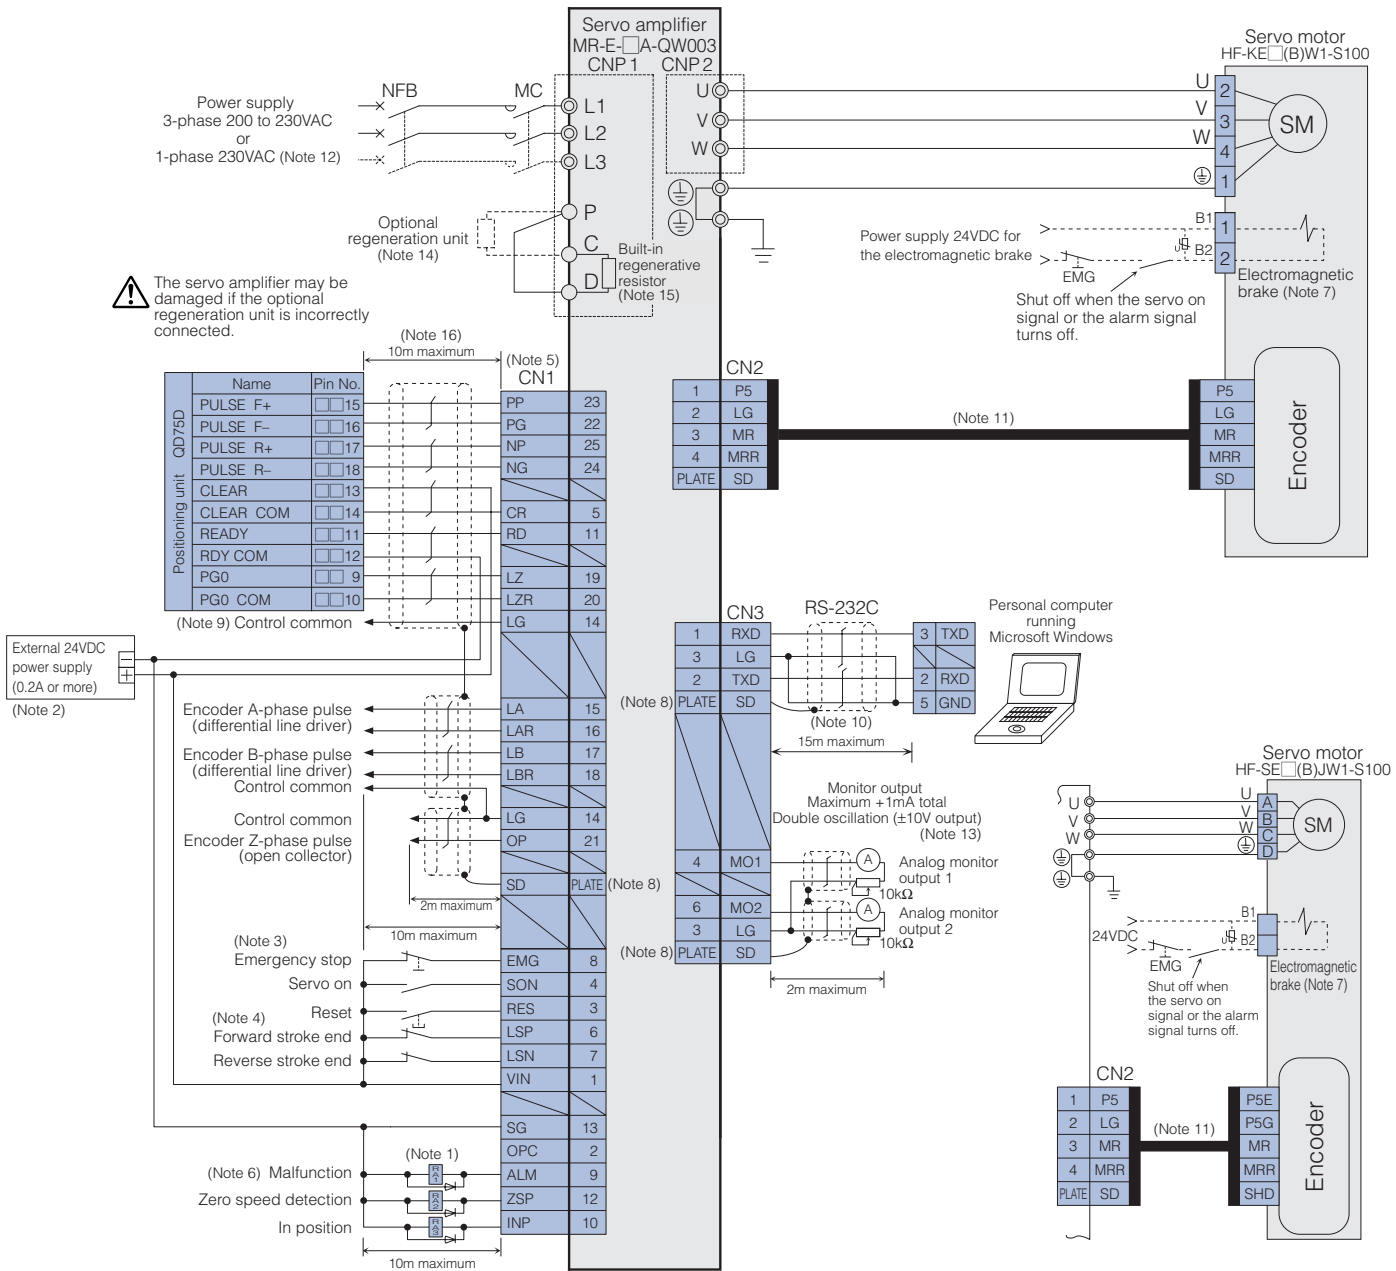 Servo amplifier
MR-E-□A-QW003
CNP1 CNP2
NFB MC
Power supply
3-phase 200 to 230VAC
or
1-phase 230VAC (Note 12)
L1
L2
L3
U
V
W
P
C
D
Optional
regeneration unit
(Note 14)
Built-in
regenerative
resistor
(Note 15)
The servo amplifier may be
damaged if the optional
regeneration unit is incorrectly
connected.
Servo motor
HF-KE□(B)W1-S100
U 2
V 3
W 4
1
SM
Power supply 24VDC for
the electromagnetic brake
EMG
U
B1 1
B2 2
Electromagnetic
brake (Note 7)
Shut off when the servo on
signal or the alarm signal
turns off.
(Note 16)
10m maximum
(Note 5)
CN1
Positioning unit QD75D
Name Pin No.
PULSE F+ □□15
PULSE F– □□16
PULSE R+ □□17
PULSE R– □□18
CLEAR □□13
CLEAR COM □□14
READY □□11
RDY COM □□12
PG0 □□ 9
PG0 COM □□10
(Note 9) Control common
PP 23
PG 22
NP 25
NG 24
CR 5
RD 11
LZ 19
LZR 20
LG 14
External 24VDC
power supply
(0.2A or more)
(Note 2)
–
+
Encoder A-phase pulse
(differential line driver)
Encoder B-phase pulse
(differential line driver)
Control common
Control common
Encoder Z-phase pulse
(open collector)
LA 15
LAR 16
LB 17
LBR 18
LG 14
OP 21
SD PLATE (Note 8)
2m maximum
10m maximum
(Note 3)
Emergency stop
Servo on
Reset
(Note 4)
Forward stroke end
Reverse stroke end
EMG 8
SON 4
RES 3
LSP 6
LSN 7
VIN 1
SG 13
OPC 2
ALM 9
ZSP 12
INP 10
(Note 1)
(Note 6) Malfunction
Zero speed detection
In position
RA1
RA2
RA3
10m maximum
CN2
1 P5
2 LG
3 MR
4 MRR
PLATE SD
(Note 11)
P5
LG
MR
MRR
SD
Encoder
CN3
RS-232C
1 RXD
3 LG
2 TXD
(Note 8) PLATE SD
3 TXD
2 RXD
5 GND
(Note 10)
15m maximum
Personal computer
running
Microsoft Windows
Monitor output
Maximum +1mA total
Double oscillation (±10V output)
(Note 13)
4 MO1
6 MO2
3 LG
(Note 8) PLATE SD
A
10kΩ
Analog monitor
output 1
A
10kΩ
Analog monitor
output 2
2m maximum
Servo motor
HF-SE□(B)JW1-S100
U
V
W
U A
V B
W C
D
SM
24VDC
EMG
U
B1
B2
Electromagnetic
brake (Note 7)
Shut off when
the servo on
signal or the alarm
signal turns off.
CN2
1 P5
2 LG
3 MR
4 MRR
PLATE SD
(Note 11)
P5E
P5G
MR
MRR
SHD
Encoder